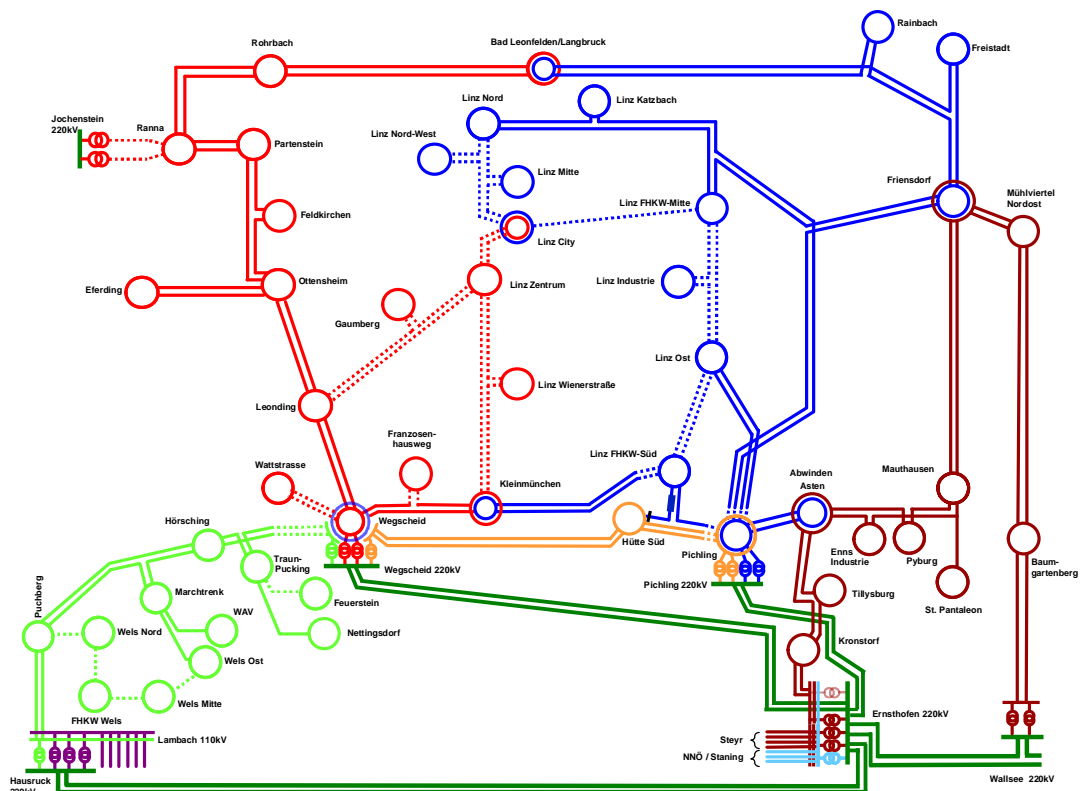 Rainbach
Rohrbach
Bad Leonfelden/Langbruck
Freistadt
Linz Nord
Linz Katzbach
Jochenstein
220kV
Ranna
Linz Nord-West
Partenstein
Linz Mitte
Friensdorf
Mühlviertel
Nordost
Feldkirchen
Linz FHKW-Mitte
Linz City
Eferding
Ottensheim
Linz Zentrum
Linz Industrie
Gaumberg
Linz Ost
Linz Wienerstraße
Leonding
Franzosen-
hausweg
Linz FHKW-Süd
Wattstrasse
Kleinmünchen
Abwinden
Asten
Mauthausen
Hörsching
Wegscheid
Hütte Süd
Pichling
Enns
Industrie
Pyburg
Baum-
gartenberg
Traun-
Pucking
Wegscheid 220kV
Pichling 220kV
St. Pantaleon
Puchberg
Marchtrenk
Feuerstein
Tillysburg
WAV
Wels Nord
Nettingsdorf
Kronstorf
Wels Ost
Wels Mitte
FHKW Wels
Ernsthofen 220kV
Lambach 110kV
Steyr
NNÖ / Staning
Hausruck
220kV
Wallsee 220kV